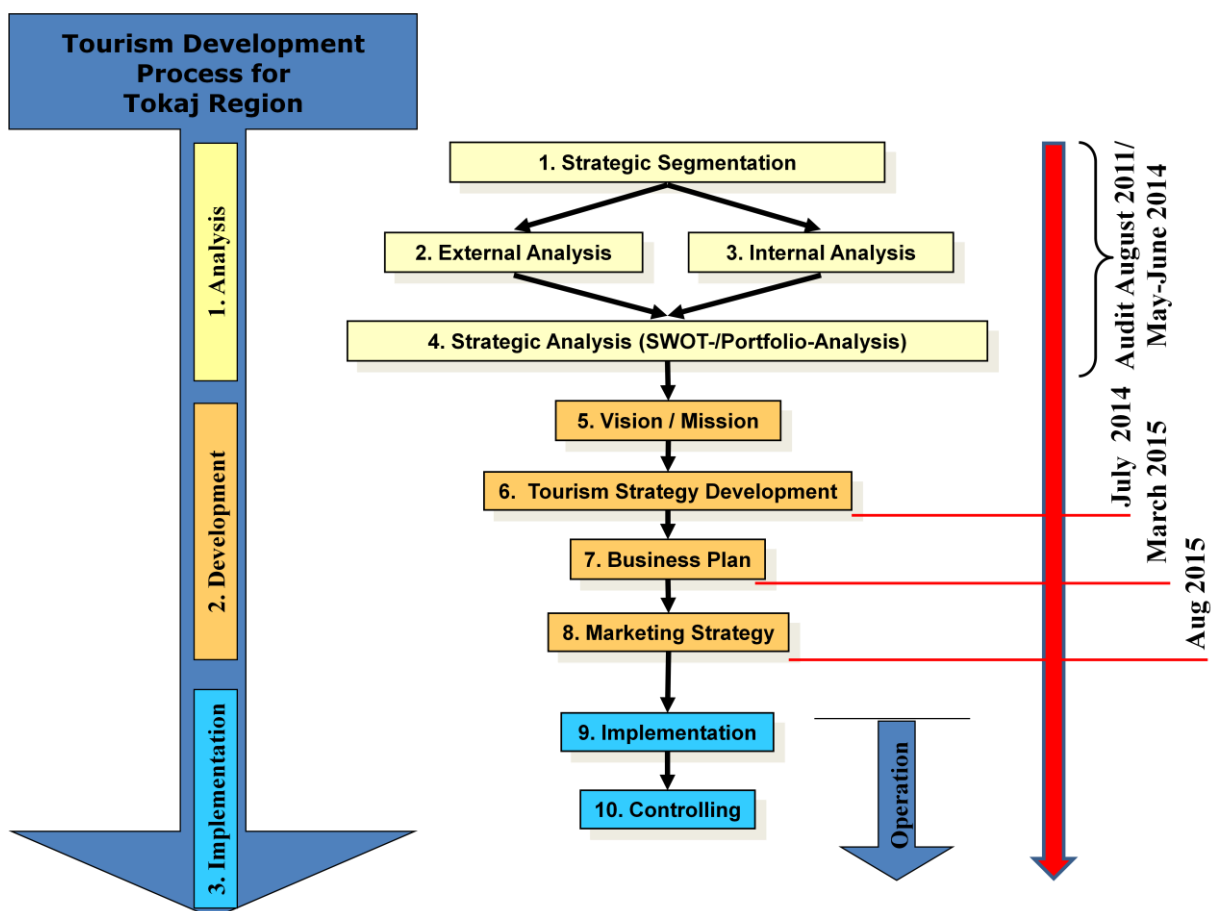 Tourism Development
Process for
Tokaj Region
1. Analysis
2. Development
3. Implementation
1. Strategic Segmentation
2. External Analysis
3. Internal Analysis
4. Strategic Analysis (SWOT-/Portfolio-Analysis)
5. Vision / Mission
6. Tourism Strategy Development
7. Business Plan
8. Marketing Strategy
9. Implementation
10. Controlling
Operation
Audit August 2011/
May-June 2014
July 2014
March 2015
Aug 2015